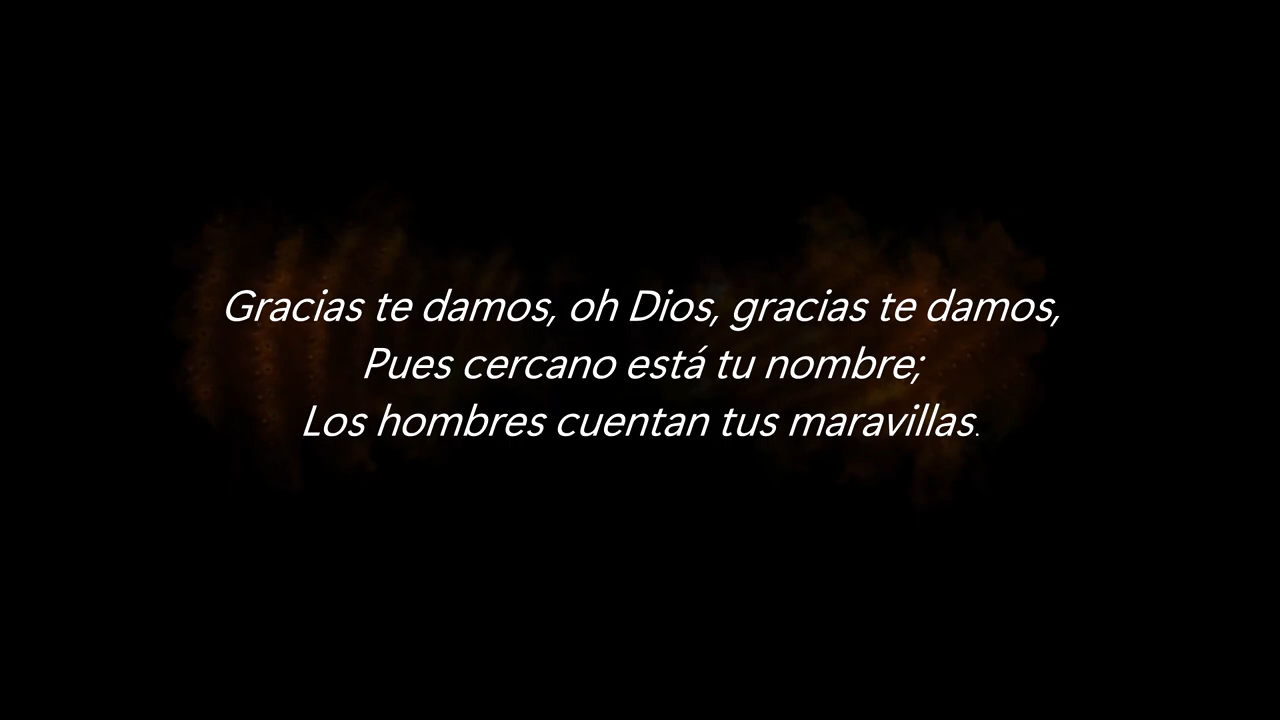 Gracias te damos, oh Dios, gracias te damos,
Pues cercano está tu nombre;
Los hombres cuentan tus maravillas.